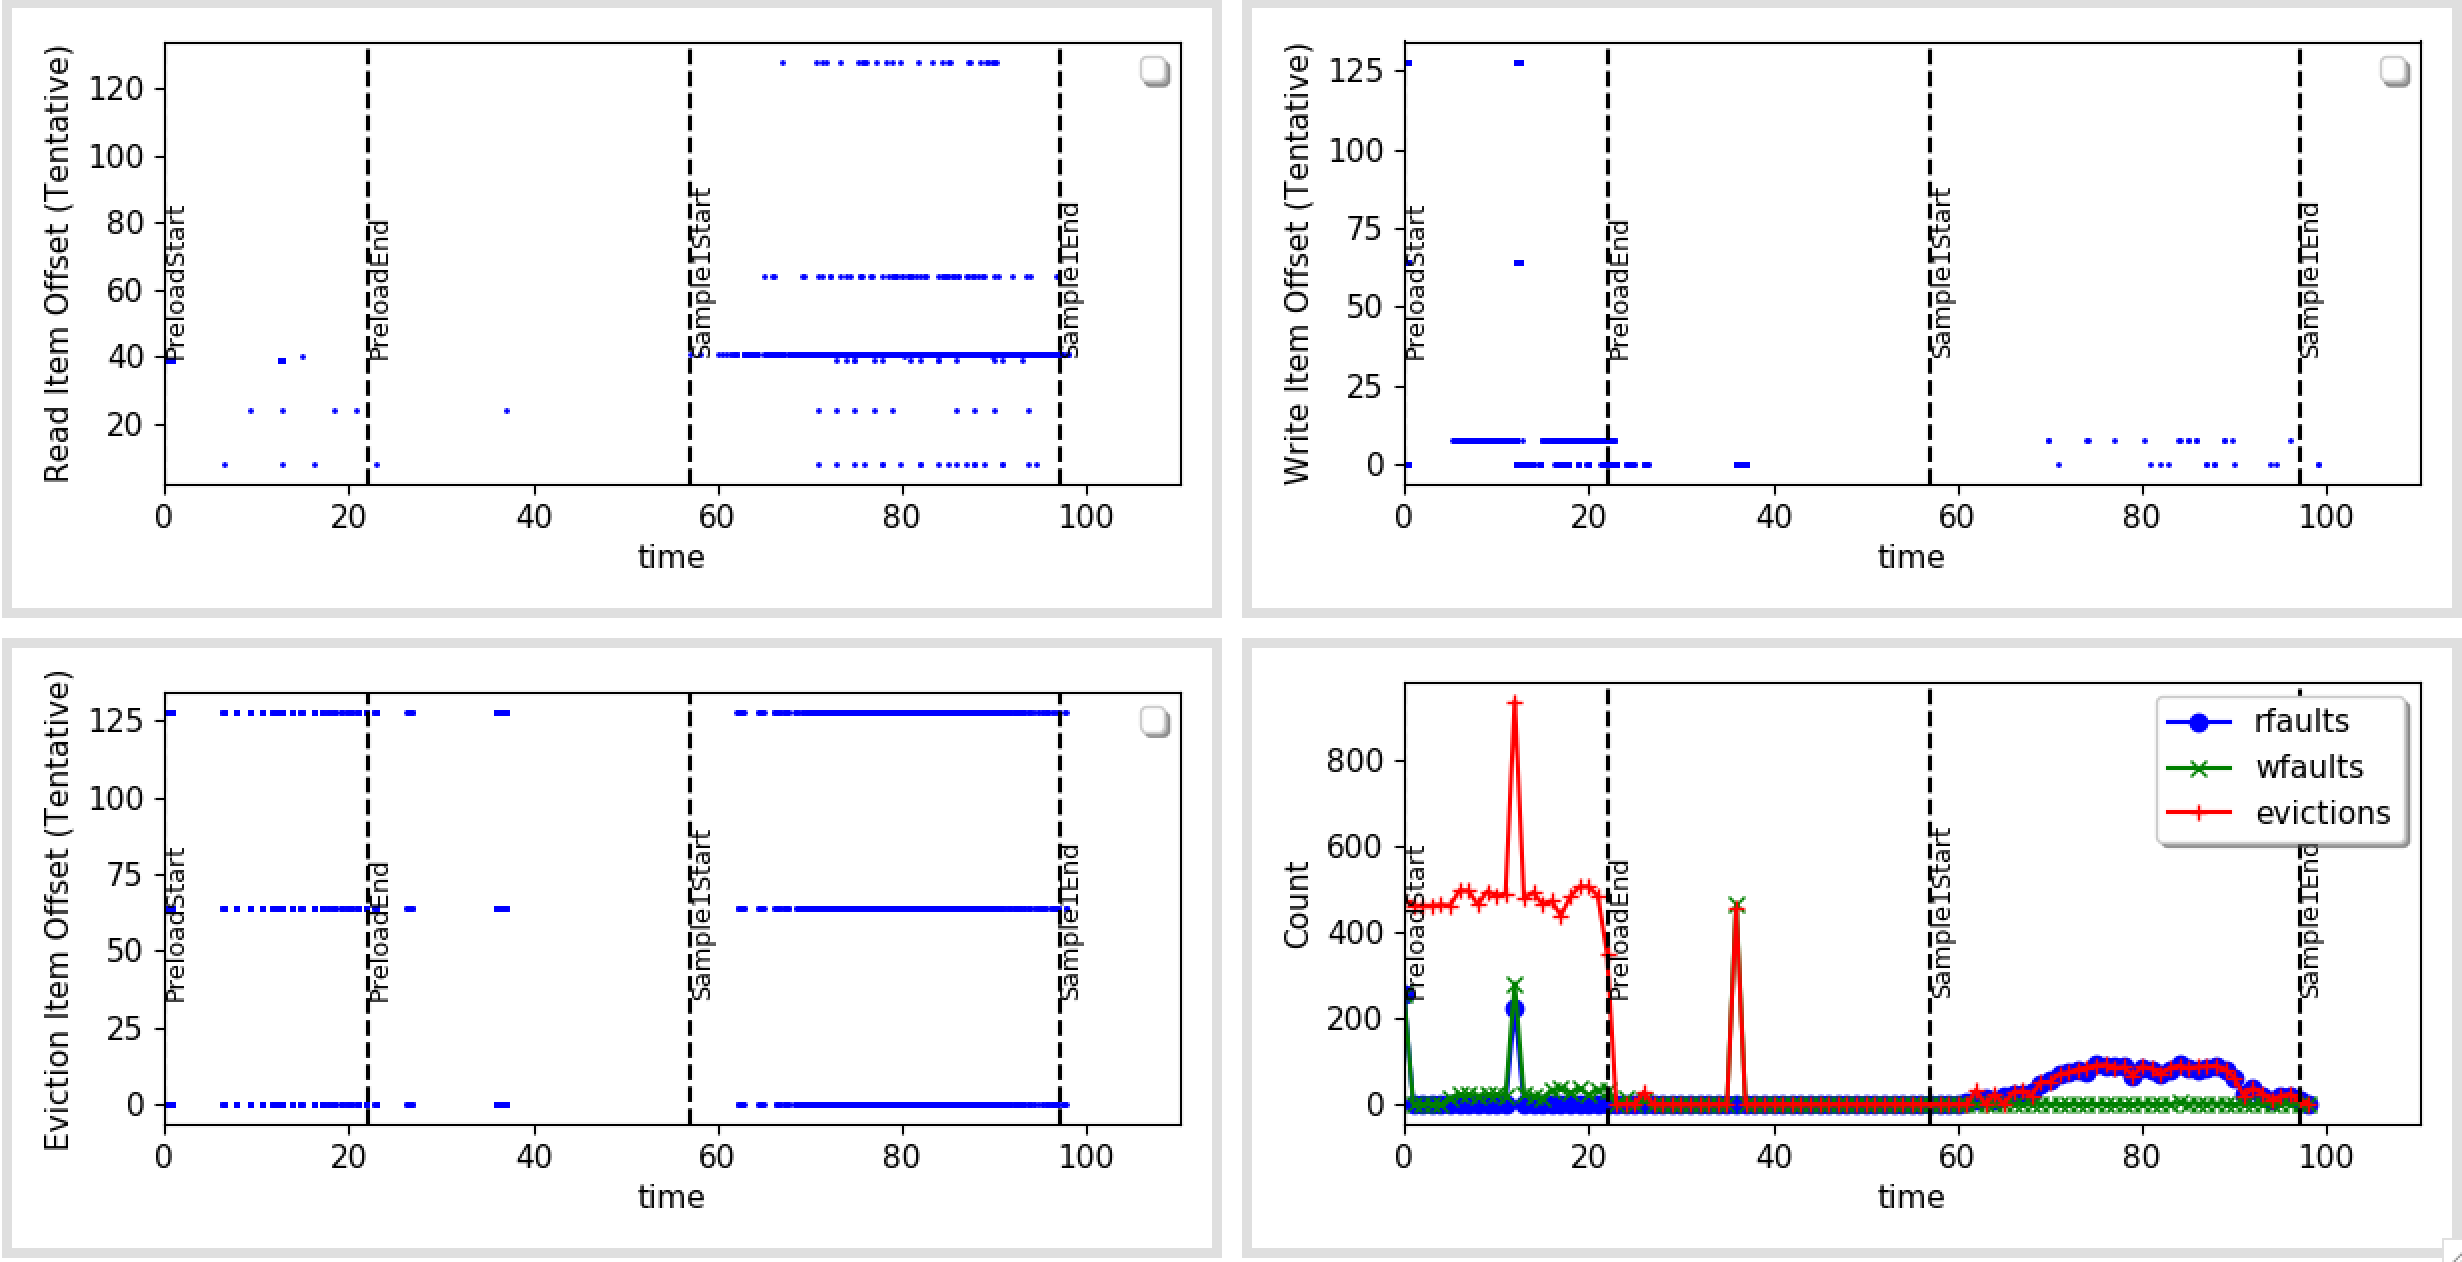 Read Item Offset (Tentative)
120
100
80
60
40
20
PreloadStart
PreloadEnd
Sample1Start
Sample1End
0
20
40
60
80
100
time
Write Item Offset (Tentative)
125
100
75
50
25
0
PreloadStart
PreloadEnd
Sample1Start
Sample1End
0
20
40
60
80
100
time
Eviction Item Offset (Tentative)
125
100
75
50
25
0
PreloadStart
PreloadEnd
Sample1Start
Sample1End
0
20
40
60
80
100
time
Count
800
600
400
200
0
rfaults
wfaults
evictions
PreloadStart
PreloadEnd
Sample1Start
Sample1End
0
20
40
60
80
100
time